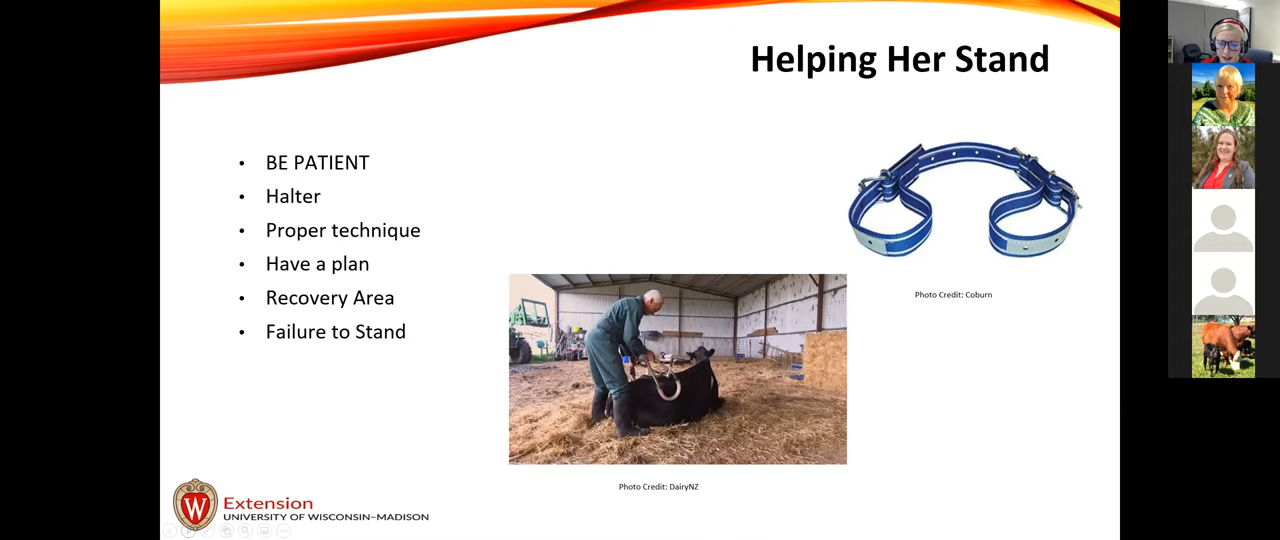 Helping Her Stand
• BE PATIENT
• Halter
• Proper technique
• Have a plan
• Recovery Area
• Failure to Stand
Photo Credit: Coburn
Photo Credit: DairyNZ
W
Extension
UNIVERSITY OF WISCONSIN–MADISON